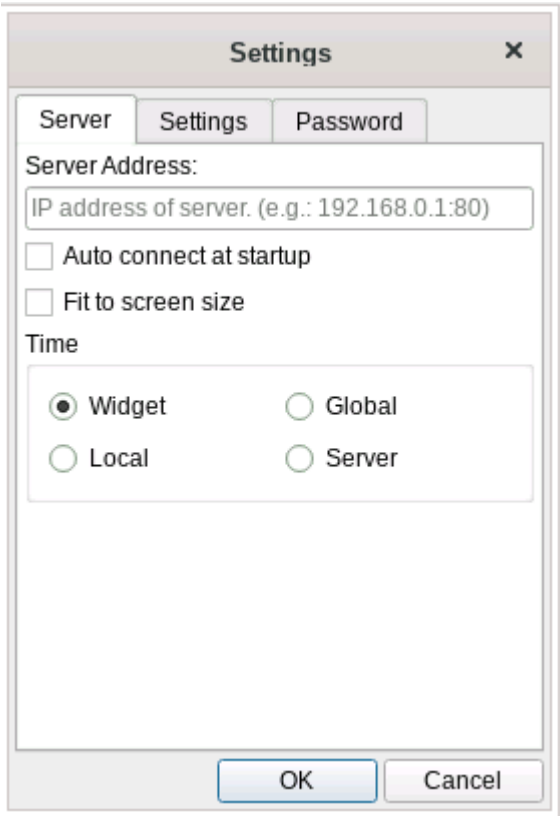 Settings ×
Server Settings Password
Server Address:
IP address of server. (e.g.: 192.168.0.1:80)
Auto connect at startup
Fit to screen size
Time
Widget Global
Local Server
OK Cancel